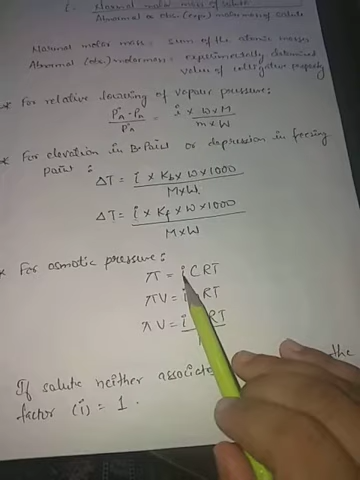 i = Normal molar mass of solute
Abnormal or Obs.(exp.) molar mass of solute
Normal molar mass = sum of the atomic masses
Abnormal (obs.) molar mass = experimentally determined
value of colligative property
* For relative lowering of vapour pressure:
P°A - PA / P°A = i × w × M / m × W
* For elevation in B.Point or depression in freezing
point:
ΔT = i × Kb × w × 1000 / M × W
ΔT = i × Kf × w × 1000 / M × W
* For osmotic pressure:
π = i CRT
πV = i RT
πV = i RT
If solute neither associate the
factor (i) = 1.